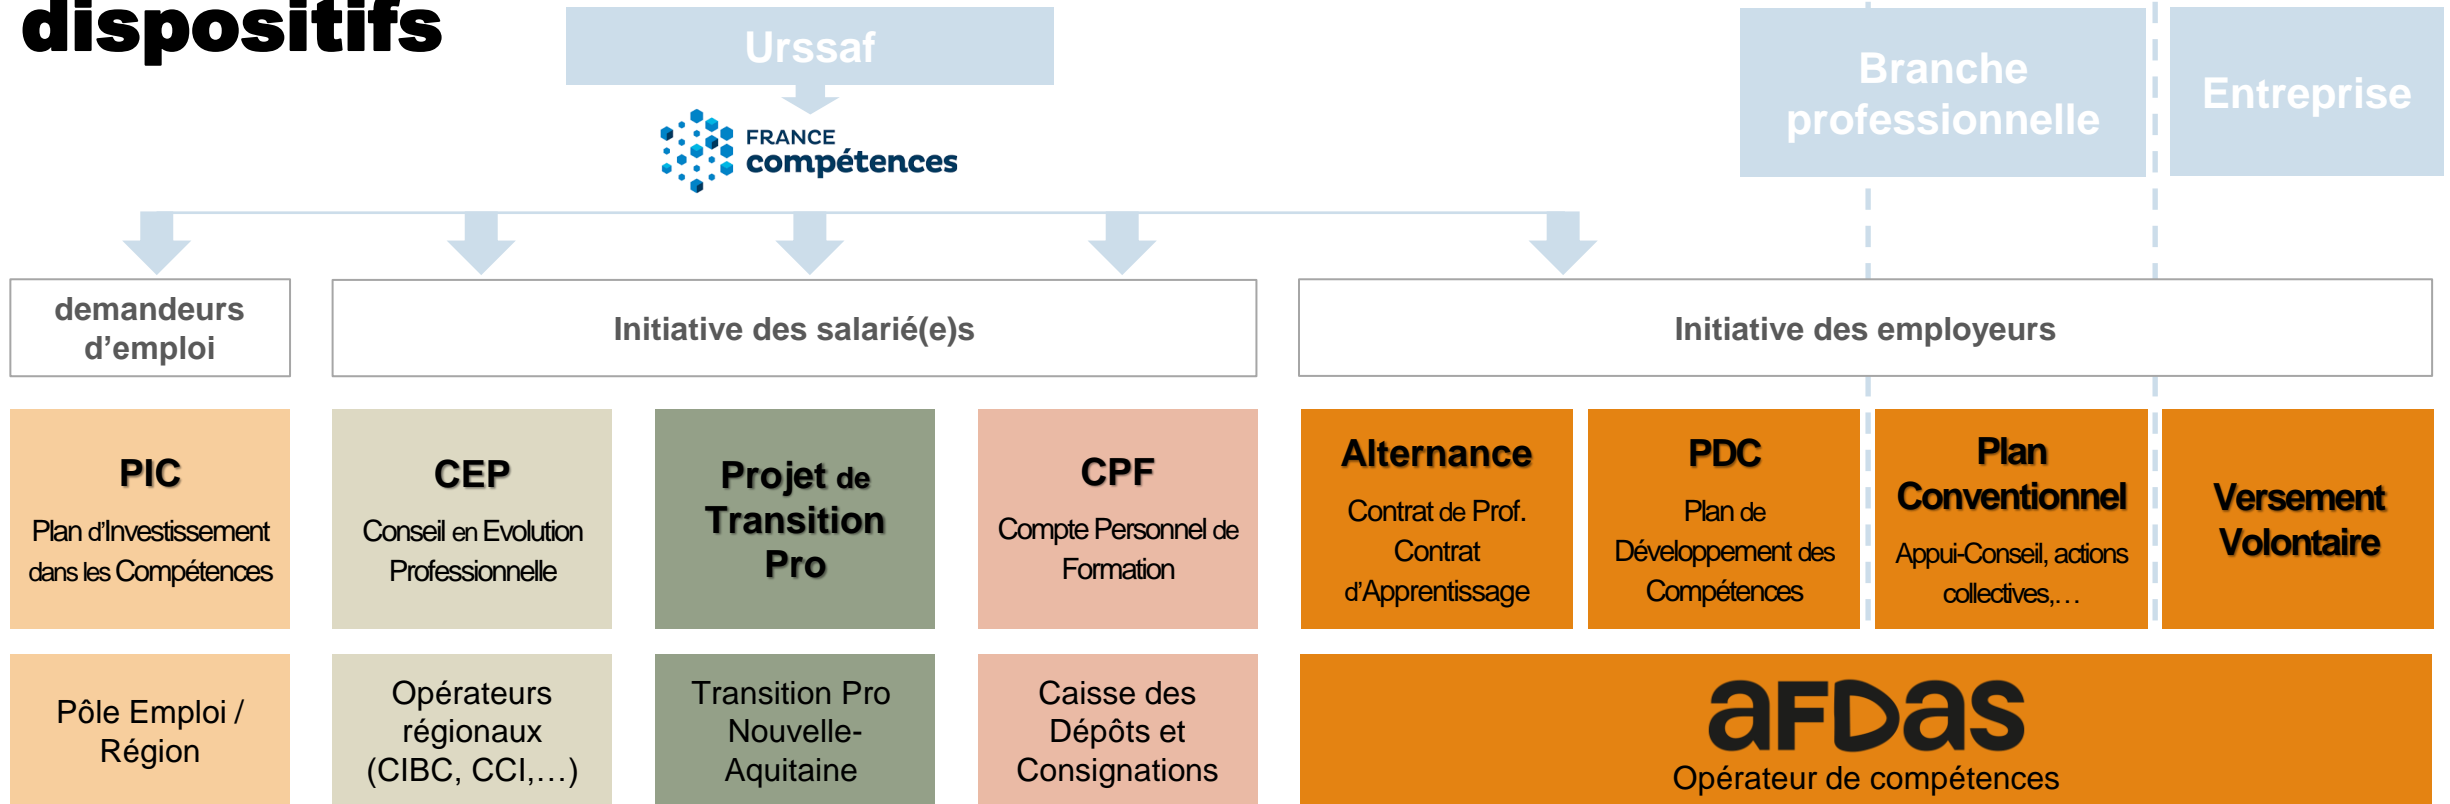 dispositifs
Urssaf
Branche
professionnelle
Entreprise
FRANCE
compétences
demandeurs
d’emploi
Initiative des salarié(e)s
Initiative des employeurs
PIC
Plan d’Investissement
dans les Compétences
CEP
Conseil en Evolution
Professionnelle
Projet de
Transition
Pro
CPF
Compte Personnel de
Formation
Alternance
Contrat de Prof.
Contrat
d’Apprentissage
PDC
Plan de
Développement des
Compétences
Plan
Conventionnel
Appui-Conseil, actions
collectives,…
Versement
Volontaire
Pôle Emploi /
Région
Opérateurs
régionaux
(CIBC, CCI,…)
Transition Pro
Nouvelle-
Aquitaine
Caisse des
Dépôts et
Consignations
aFDas
Opérateur de compétences